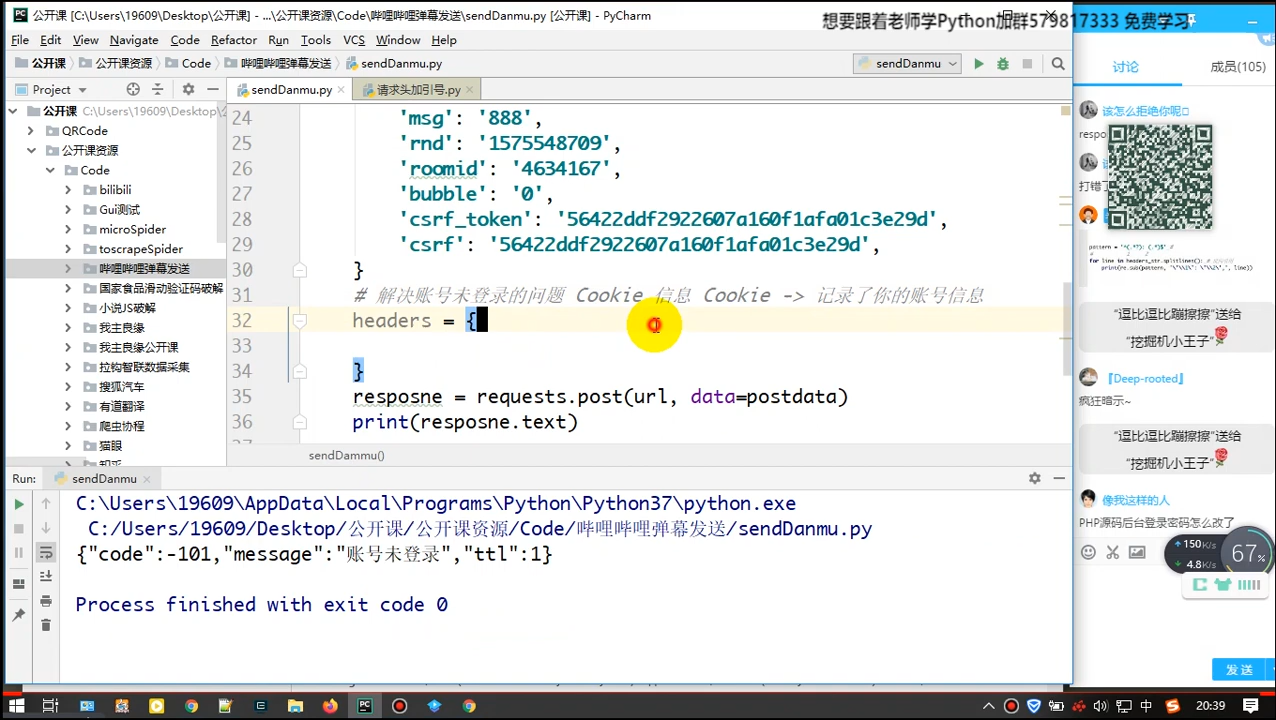 公开课 [C:\Users\19609\Desktop\公开课] - ...\公开课资源\Code\哔哩哔哩弹幕发送\sendDanmu.py [公开课] - PyCharm
想要跟着老师学Python加群579817333 免费学习
File Edit View Navigate Code Refactor Run Tools VCS Window Help
公开课 公开课资源 Code 哔哩哔哩弹幕发送 sendDanmu.py
sendDanmu
Project
sendDanmu.py 请求头加引号.py
公开课 C:\Users\19609\Desktop\
QRCode
公开课资源
Code
bilibili
Gui测试
microSpider
toscrapeSpider
哔哩哔哩弹幕发送
国家食品滑动验证码破解
小说JS破解
我主良缘
我主良缘公开课
拉构智联数据采集
搜狐汽车
有道翻译
爬虫协程
猫眼
知乎
24 'msg': '888',
25 'rnd': '1575548709',
26 'roomid': '4634167',
27 'bubble': '0',
28 'csrf_token': '56422ddf2922607a160f1afa01c3e29d',
29 'csrf': '56422ddf2922607a160f1afa01c3e29d',
30 }
31 # 解决账号未登录的问题 Cookie 信息 Cookie -> 记录了你的账号信息
32 headers = {
33
34 }
35 resposne = requests.post(url, data=postdata)
36 print(resposne.text)
sendDammu()
Run: sendDanmu
C:\Users\19609\AppData\Local\Programs\Python\Python37\python.exe
C:/Users/19609/Desktop/公开课/公开课资源/Code/哔哩哔哩弹幕发送/sendDanmu.py
{"code":-101,"message":"账号未登录","ttl":1}
Process finished with exit code 0
讨论 成员(105)
该怎么拒绝你呢
respo
打错了
for line in headers_str.splitlines():
"逗比逗比蹦擦擦"送给
"挖掘机小王子"
『Deep-rooted』
疯狂暗示~
"逗比逗比蹦擦擦"送给
"挖掘机小王子"
像我这样的人
PHP源码后台登录密码怎么改了
150K/s
4.8K/s
67%
发送
中
20:39